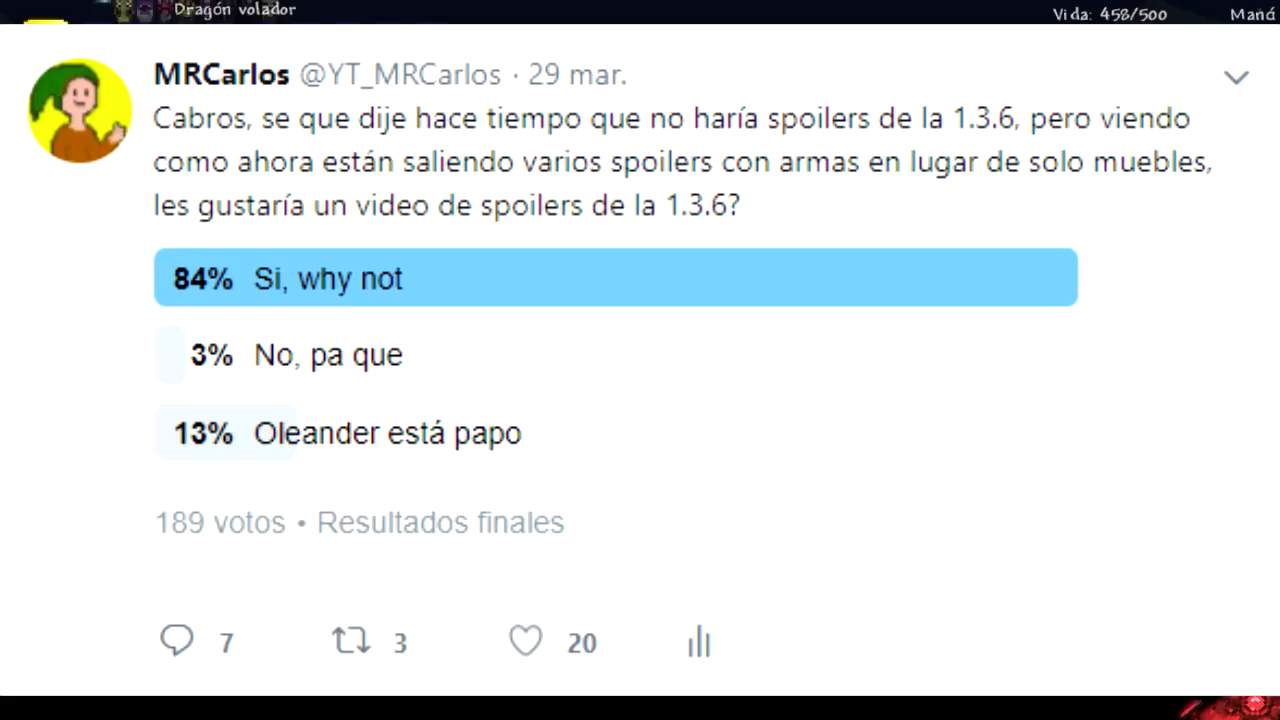 Dragón volador
Vida: 458/500 Maná
MRCarlos @YT_MRCarlos · 29 mar.
Cabros, se que dije hace tiempo que no haría spoilers de la 1.3.6, pero viendo
como ahora están saliendo varios spoilers con armas en lugar de solo muebles,
les gustaría un video de spoilers de la 1.3.6?
84% Si, why not
3% No, pa que
13% Oleander está papo
189 votos • Resultados finales
7 3 20